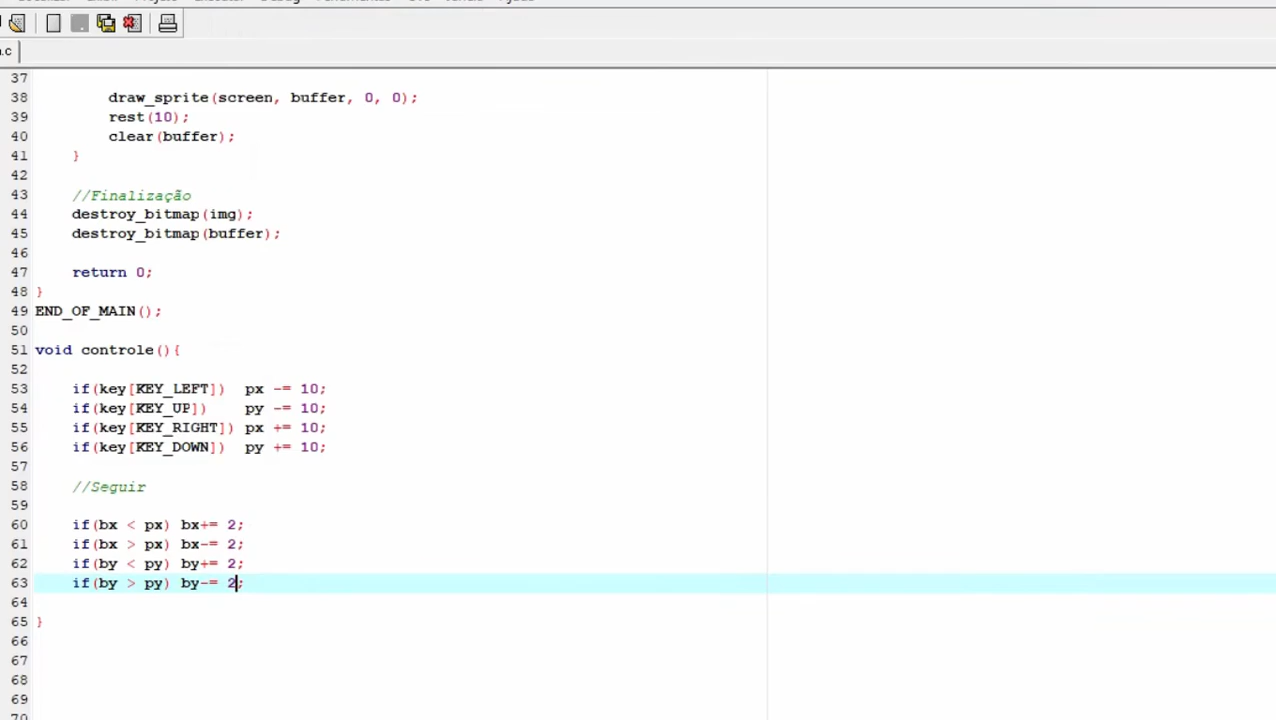 .c
37
38 draw_sprite(screen, buffer, 0, 0);
39 rest(10);
40 clear(buffer);
41 }
42
43 //Finalização
44 destroy_bitmap(img);
45 destroy_bitmap(buffer);
46
47 return 0;
48 }
49 END_OF_MAIN();
50
51 void controle(){
52
53 if(key[KEY_LEFT]) px -= 10;
54 if(key[KEY_UP]) py -= 10;
55 if(key[KEY_RIGHT]) px += 10;
56 if(key[KEY_DOWN]) py += 10;
57
58 //Seguir
59
60 if(bx < px) bx+= 2;
61 if(bx > px) bx-= 2;
62 if(by < py) by+= 2;
63 if(by > py) by-= 2;
64
65 }
66
67
68
69
70